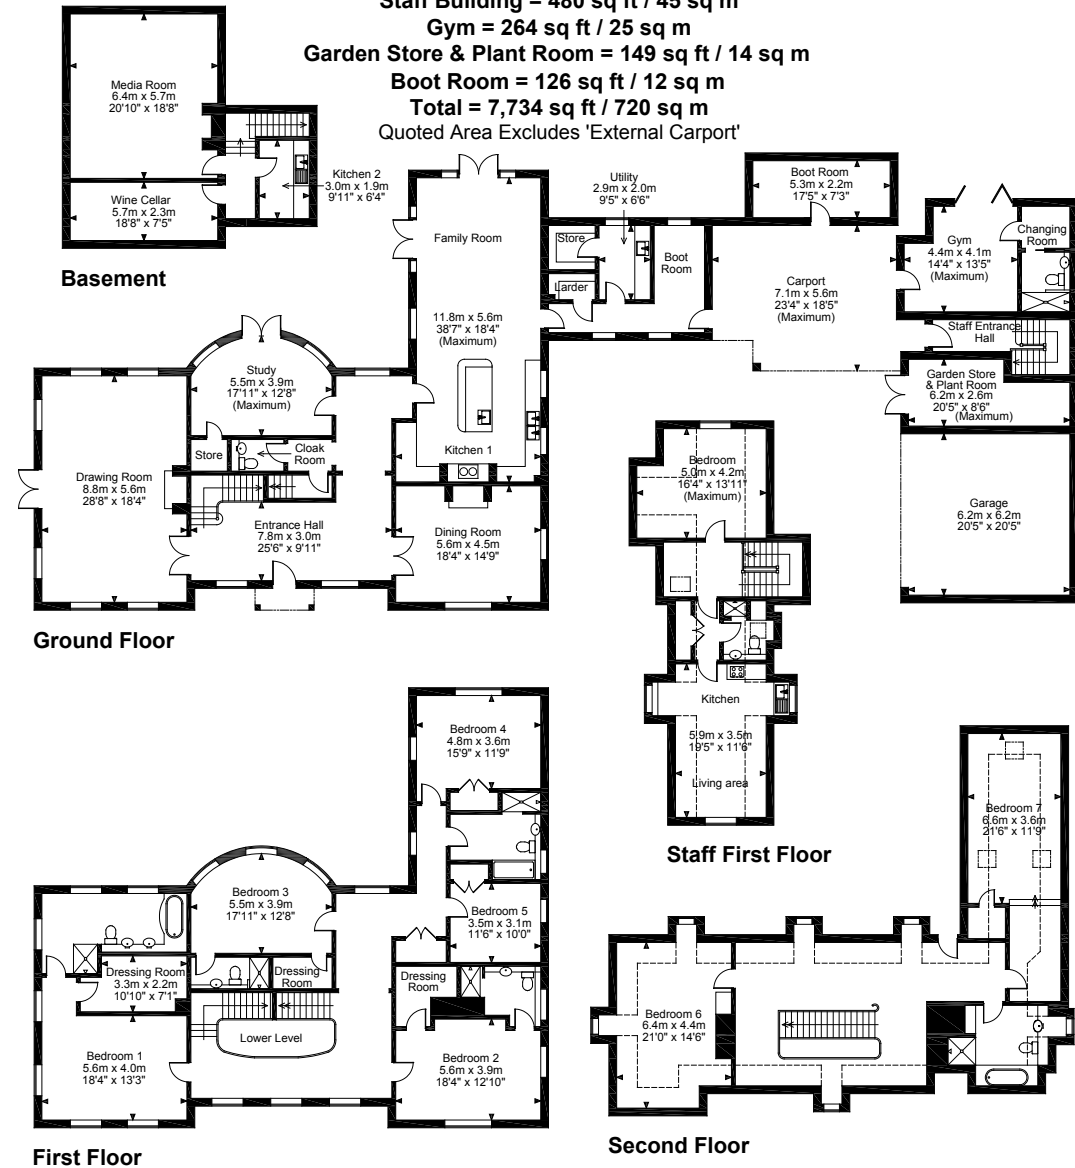 Staff Building = 480 sq ft / 45 sq m
Gym = 264 sq ft / 25 sq m
Garden Store & Plant Room = 149 sq ft / 14 sq m
Boot Room = 126 sq ft / 12 sq m
Total = 7,734 sq ft / 720 sq m
Quoted Area Excludes 'External Carport'
Media Room
6.4m x 5.7m
20'10" x 18'8"
Wine Cellar
5.7m x 2.3m
18'8" x 7'5"
Kitchen 2
3.0m x 1.9m
9'11" x 6'4"
Basement
Family Room
11.8m x 5.6m
38'7" x 18'4"
(Maximum)
Kitchen 1
Utility
2.9m x 2.0m
9'5" x 6'6"
Store
Larder
Boot
Room
Boot Room
5.3m x 2.2m
17'5" x 7'3"
Carport
7.1m x 5.6m
23'4" x 18'5"
(Maximum)
Gym
4.4m x 4.1m
14'4" x 13'5"
(Maximum)
Changing
Room
Staff Entrance
Hall
Garden Store
& Plant Room
6.2m x 2.6m
20'5" x 8'6"
(Maximum)
Garage
6.2m x 6.2m
20'5" x 20'5"
Study
5.5m x 3.9m
17'11" x 12'8"
(Maximum)
Store
Cloak
Room
Drawing Room
8.8m x 5.6m
28'8" x 18'4"
Entrance Hall
7.8m x 3.0m
25'6" x 9'11"
Dining Room
5.6m x 4.5m
18'4" x 14'9"
Ground Floor
Bedroom
5.0m x 4.2m
16'4" x 13'11"
(Maximum)
Kitchen
5.9m x 3.5m
19'5" x 11'6"
Living area
Staff First Floor
Bedroom 4
4.8m x 3.6m
15'9" x 11'9"
Bedroom 3
5.5m x 3.9m
17'11" x 12'8"
Bedroom 5
3.5m x 3.1m
11'6" x 10'0"
Dressing Room
3.3m x 2.2m
10'10" x 7'1"
Dressing
Room
Dressing
Room
Lower Level
Bedroom 1
5.6m x 4.0m
18'4" x 13'3"
Bedroom 2
5.6m x 3.9m
18'4" x 12'10"
First Floor
Bedroom 7
6.6m x 3.6m
21'6" x 11'9"
Bedroom 6
6.4m x 4.4m
21'0" x 14'6"
Second Floor